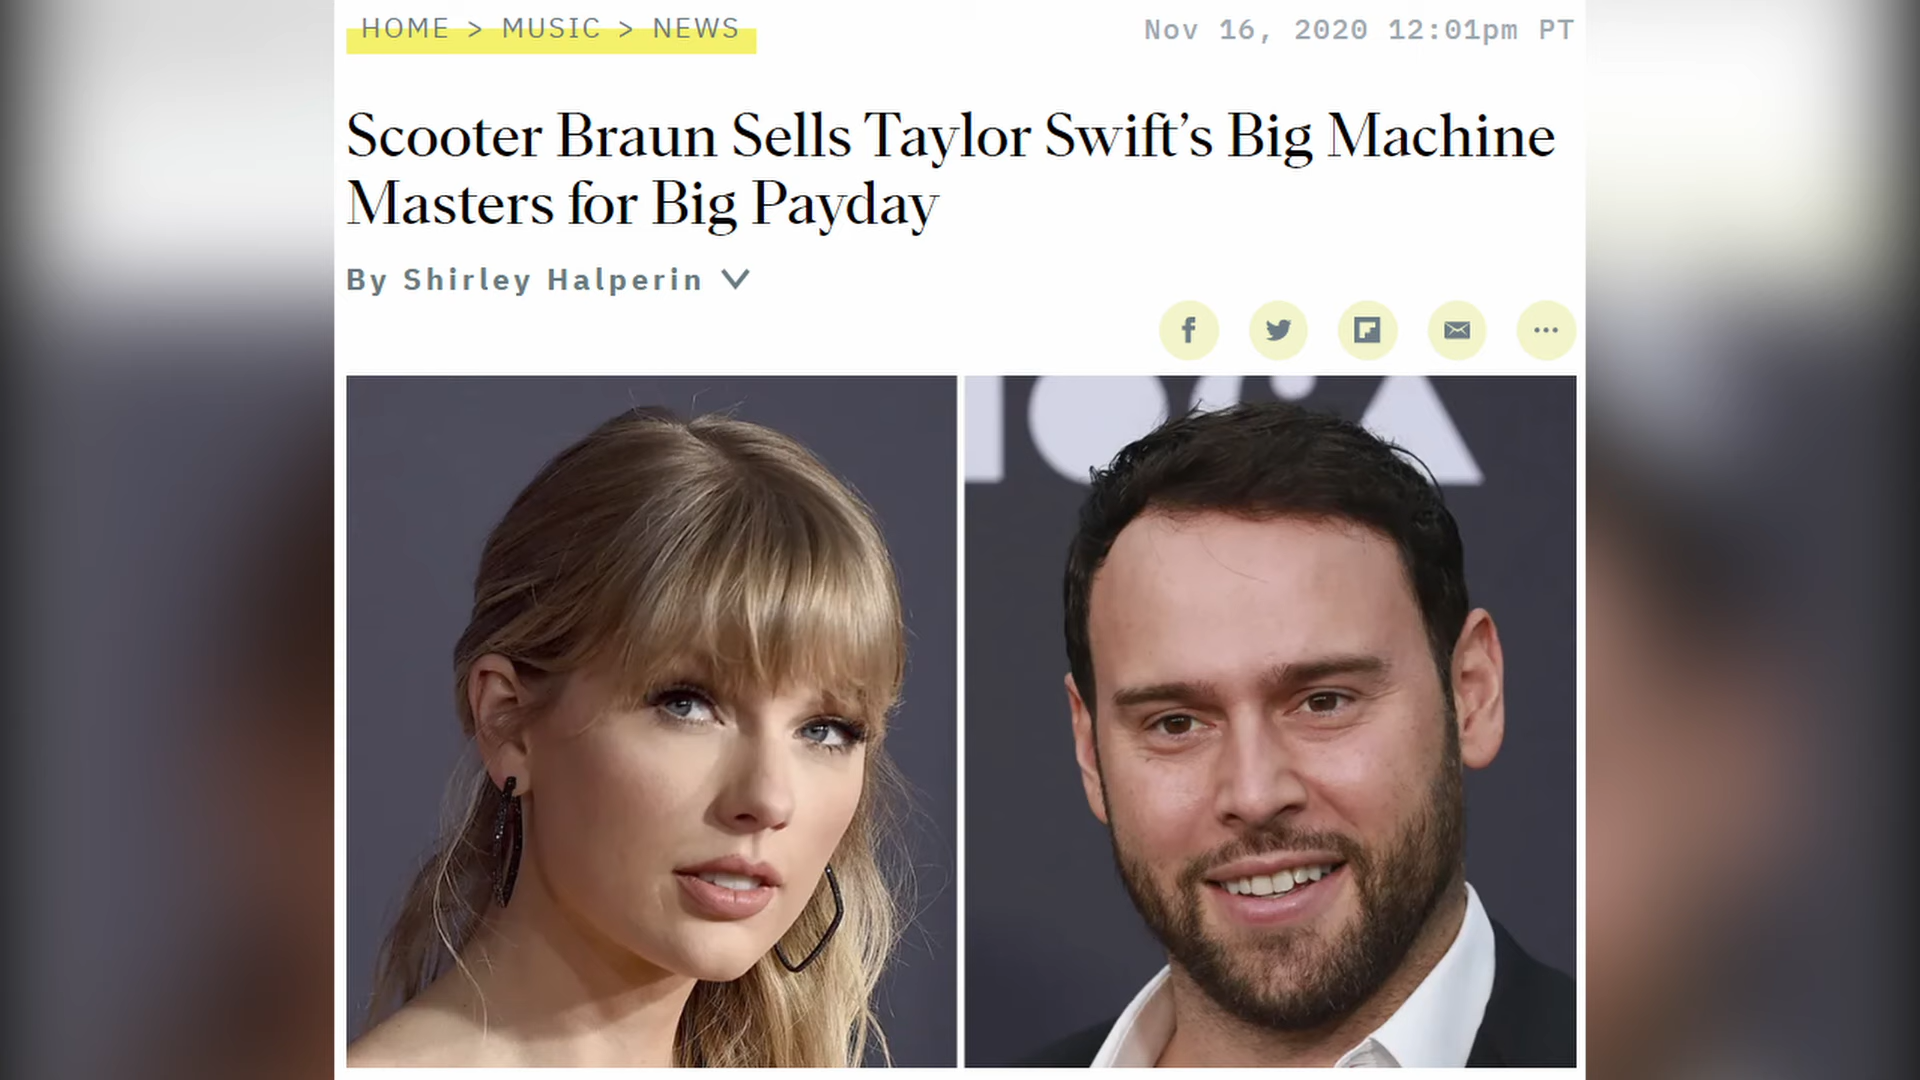 HOME > MUSIC > NEWS
Nov 16, 2020 12:01pm PT
Scooter Braun Sells Taylor Swift’s Big Machine
Masters for Big Payday
By Shirley Halperin